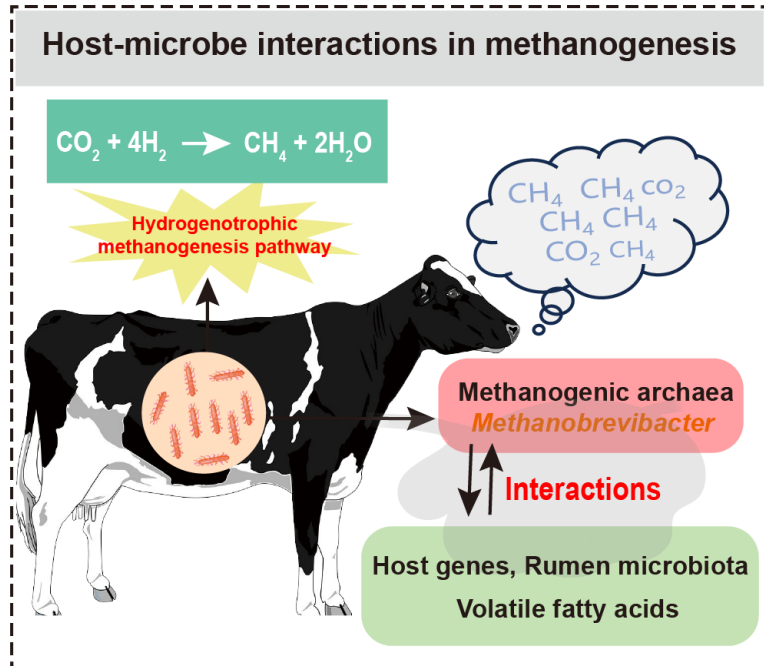 Host-microbe interactions in methanogenesis
CO₂ + 4H₂ → CH₄ + 2H₂O
Hydrogenotrophic
methanogenesis pathway
CH₄ CH₄ CO₂
CH₄ CH₄
CO₂ CH₄
Methanogenic archaea
Methanobrevibacter
Interactions
Host genes, Rumen microbiota
Volatile fatty acids